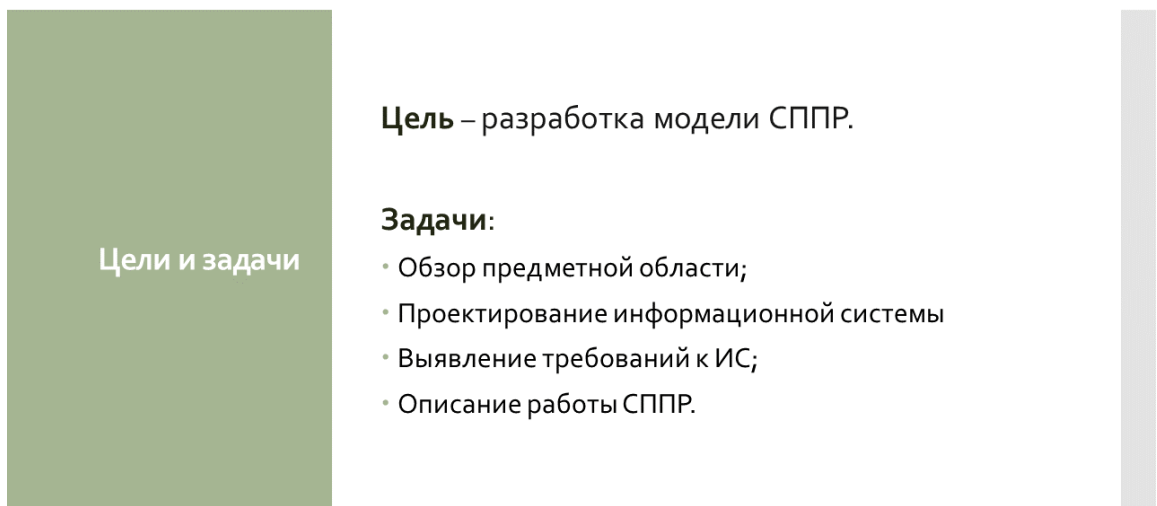 Цели и задачи
Цель – разработка модели СППР.
Задачи:
• Обзор предметной области;
• Проектирование информационной системы
• Выявление требований к ИС;
• Описание работы СППР.